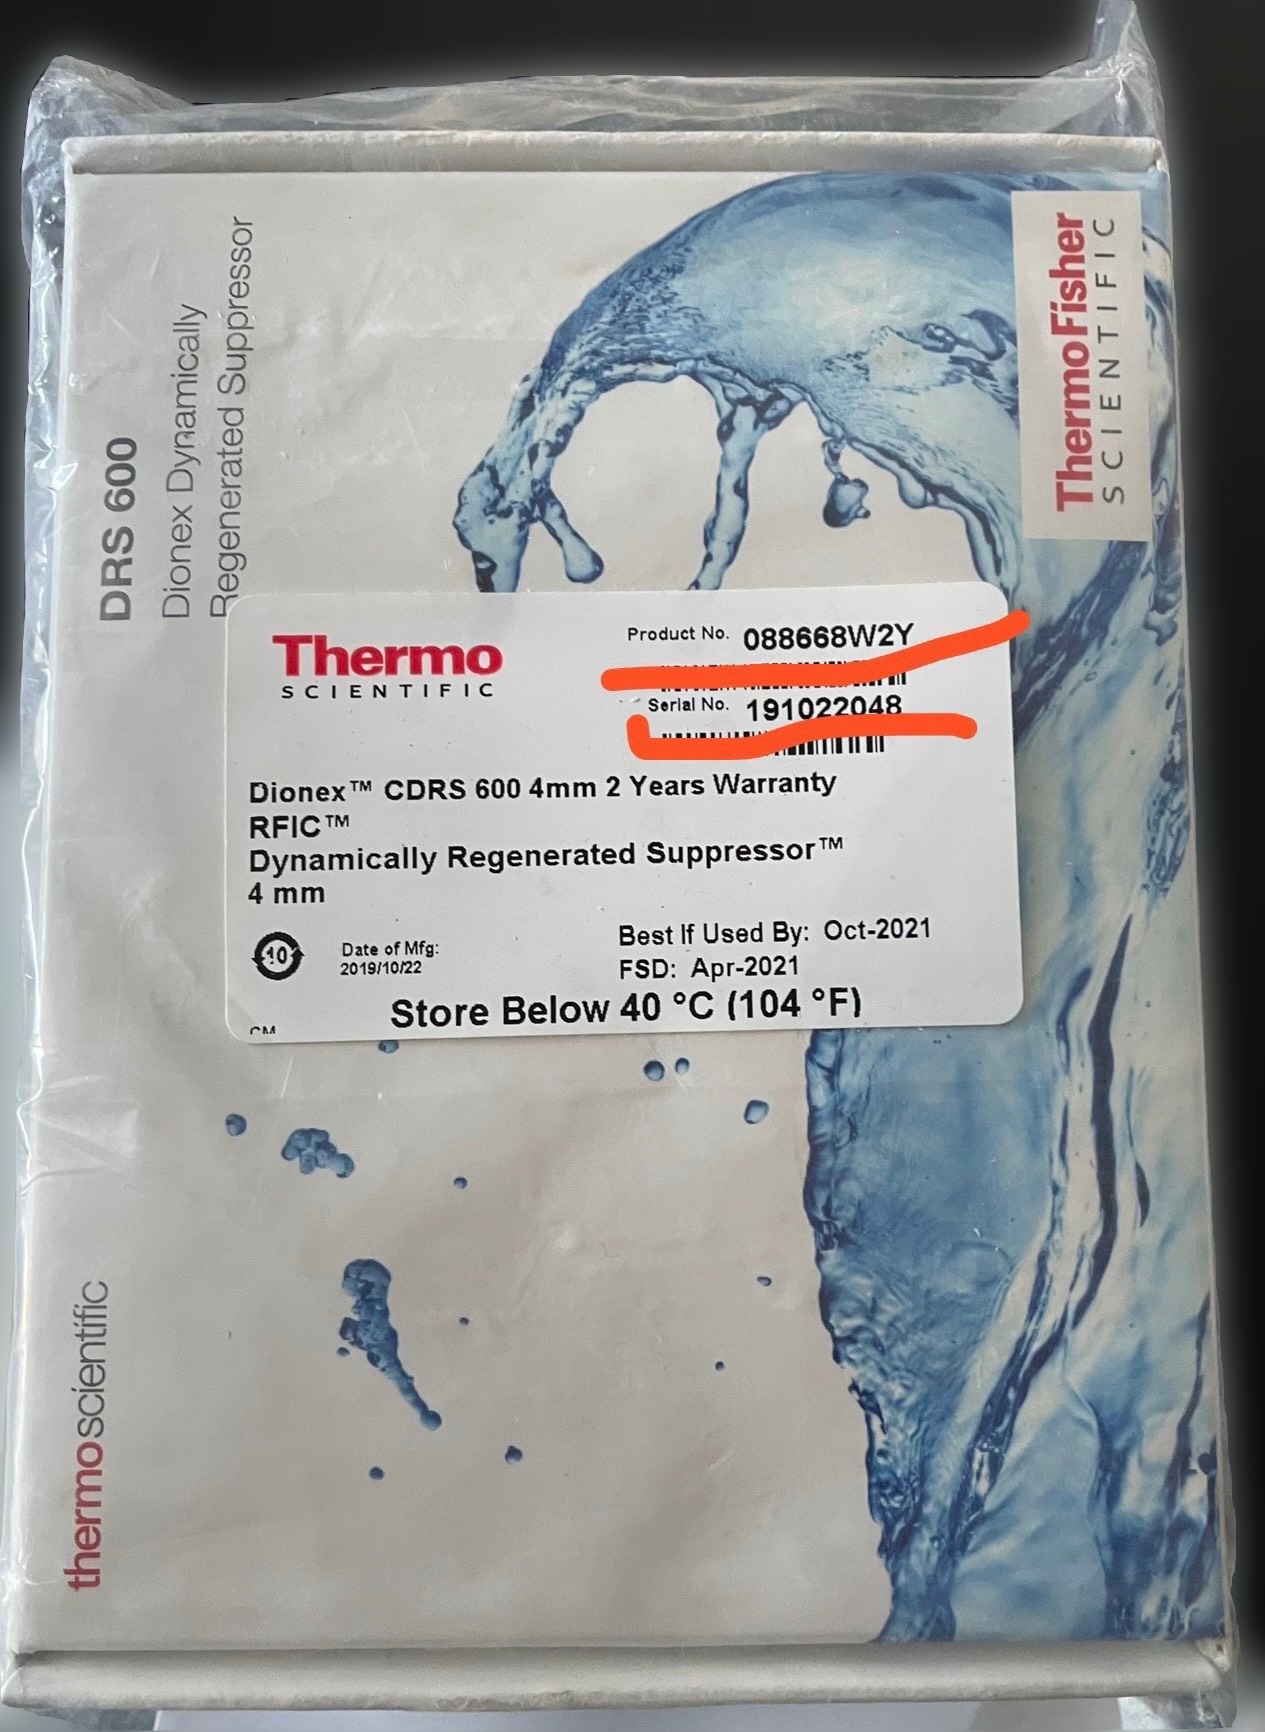 DRS 600
Dionex Dynamically
Regenerated Suppressor
ThermoFisher
SCIENTIFIC
Thermo
SCIENTIFIC
Product No. 088668W2Y
Serial No. 191022048
Dionex™ CDRS 600 4mm 2 Years Warranty
RFIC™
Dynamically Regenerated Suppressor™
4 mm
10
Date of Mfg:
2019/10/22
Best If Used By: Oct-2021
FSD: Apr-2021
Store Below 40 °C (104 °F)
thermoscientific